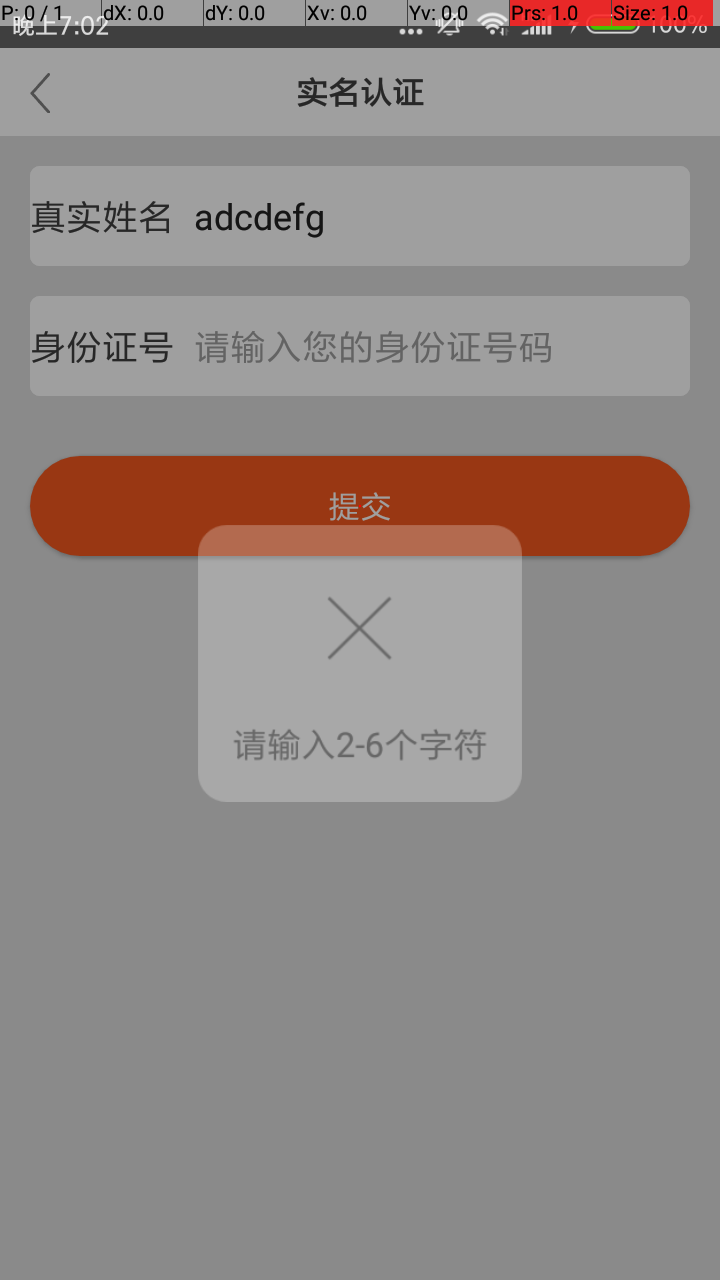 P: 0 / 1 dX: 0.0 dY: 0.0 Xv: 0.0 Yv: 0.0 Prs: 1.0 Size: 1.0
晚上7:02 100%
实名认证
真实姓名 adcdefg
身份证号 请输入您的身份证号码
提交
请输入2-6个字符